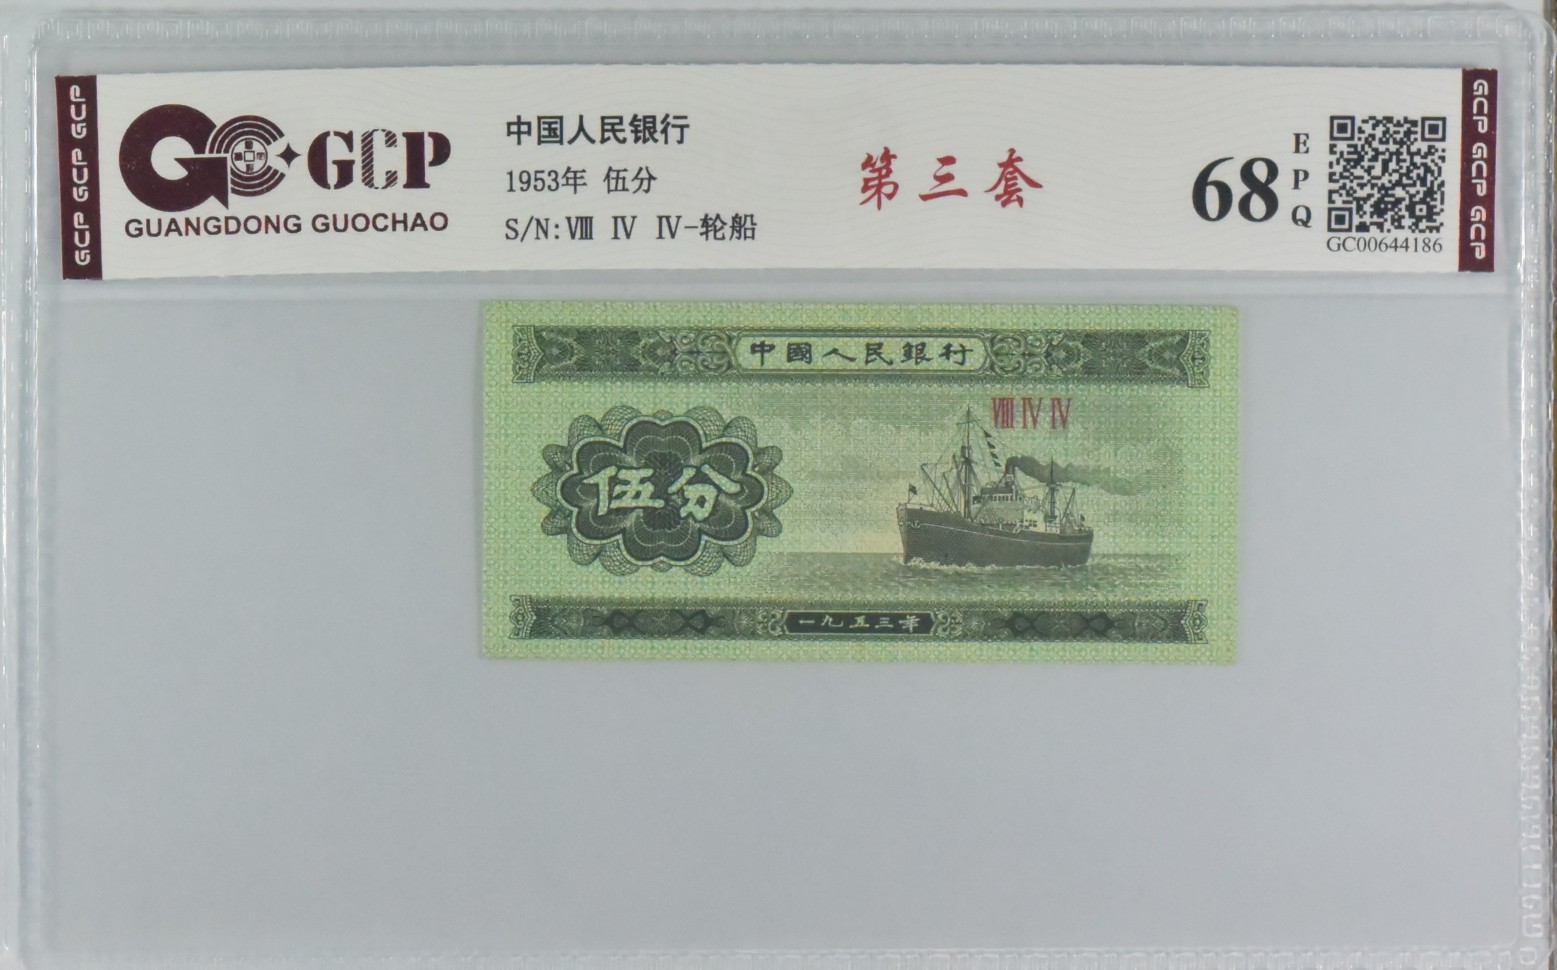 GCP GCP GCP
GCP
GUANGDONG GUOCHAO
中国人民银行
1953年 伍分
S/N:Ⅷ Ⅳ Ⅳ-轮船
第三套
68
E
P
Q
GC00644186
GCP GCP GCP
中國人民銀行
Ⅷ Ⅳ Ⅳ
伍分
一九五三年